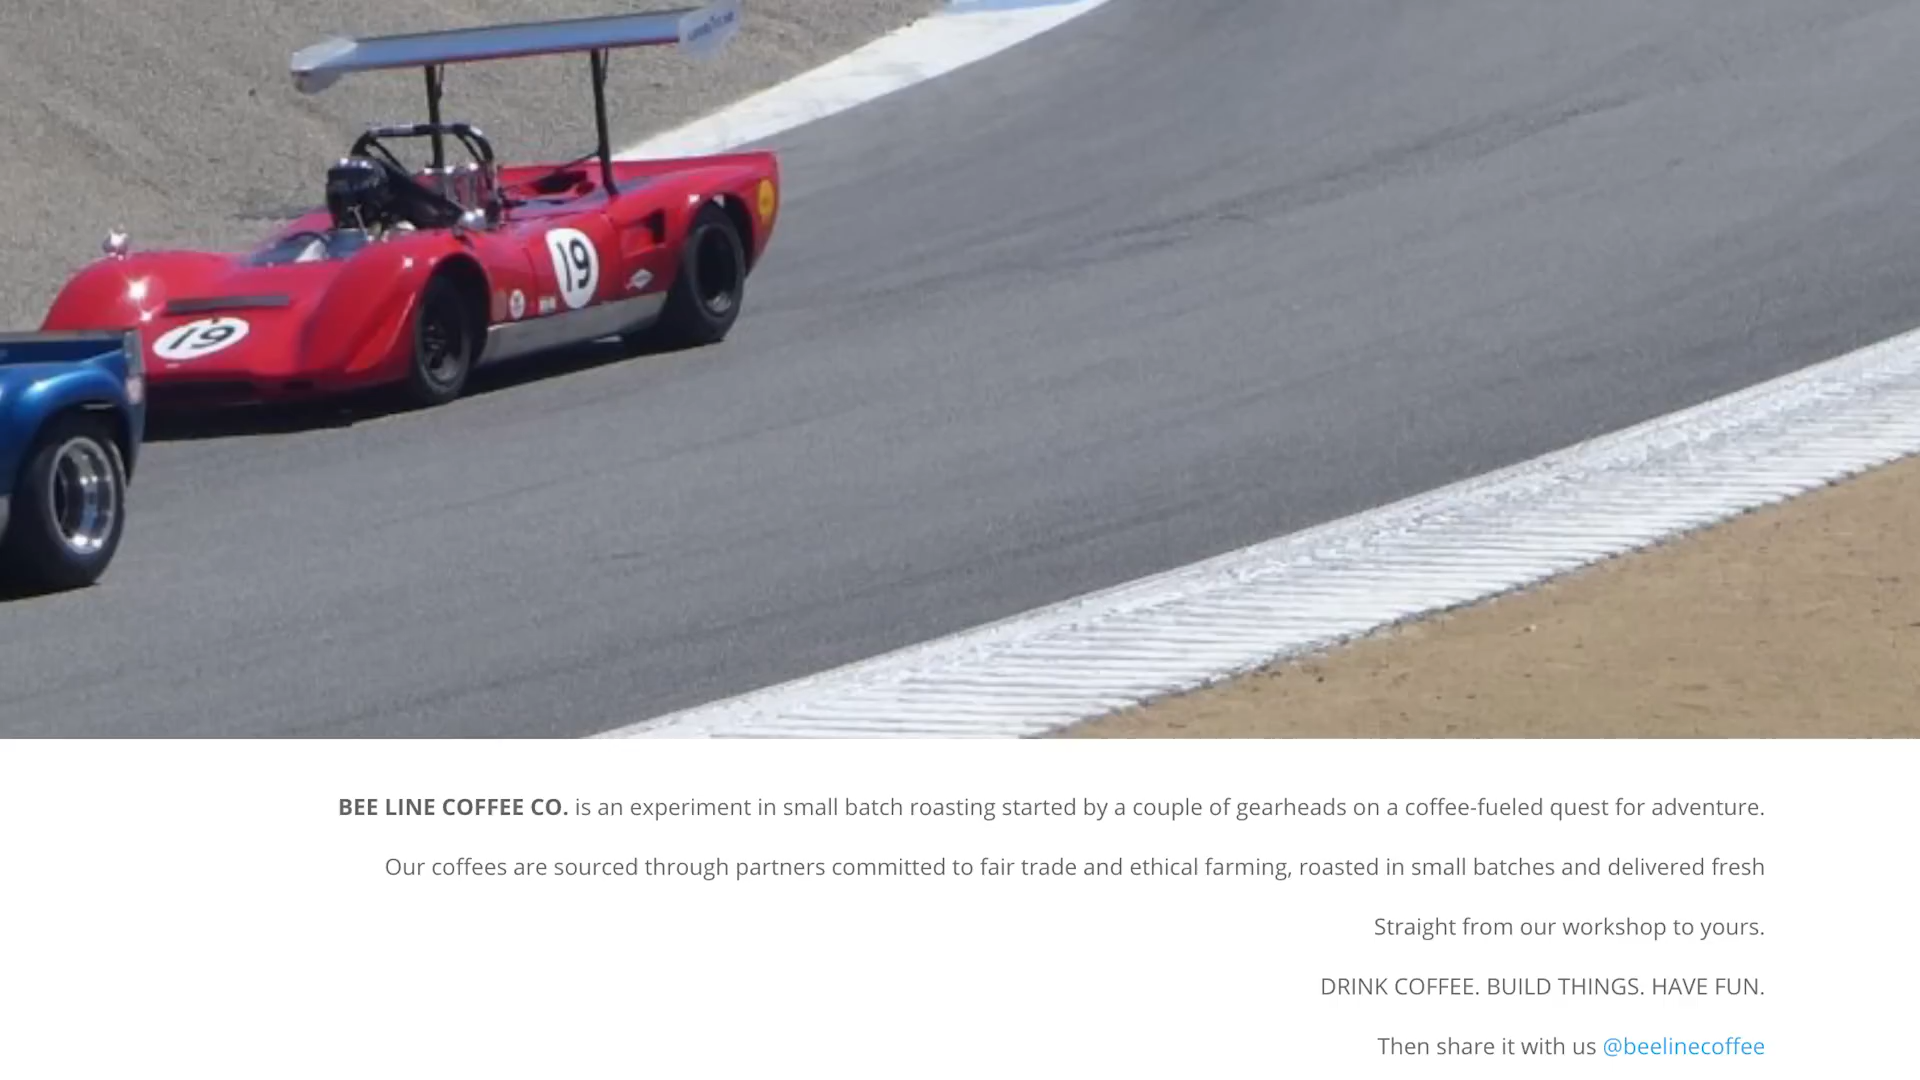 19
19
BEE LINE COFFEE CO. is an experiment in small batch roasting started by a couple of gearheads on a coffee-fueled quest for adventure.
Our coffees are sourced through partners committed to fair trade and ethical farming, roasted in small batches and delivered fresh
Straight from our workshop to yours.
DRINK COFFEE. BUILD THINGS. HAVE FUN.
Then share it with us @beelinecoffee